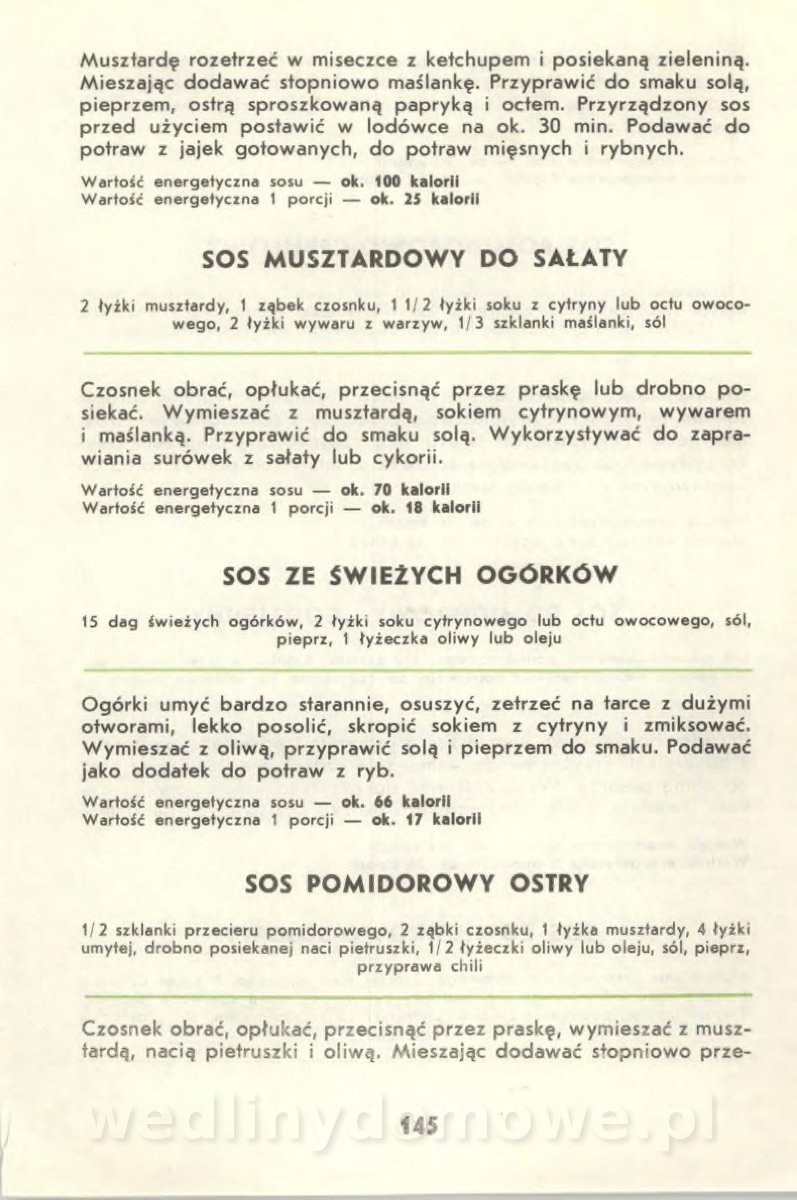 Musztardę rozetrzeć w miseczce z ketchupem i posiekaną zieleniną.
Mieszając dodawać stopniowo maślankę. Przyprawić do smaku solą,
pieprzem, ostrą sproszkowaną papryką i octem. Przyrządzony sos
przed użyciem postawić w lodówce na ok. 30 min. Podawać do
potraw z jajek gotowanych, do potraw mięsnych i rybnych.
Wartość energetyczna sosu — ok. 100 kalorii
Wartość energetyczna 1 porcji — ok. 25 kalorii
SOS MUSZTARDOWY DO SAŁATY
2 łyżki musztardy, 1 ząbek czosnku, 1 1/2 łyżki soku z cytryny lub octu owoco-
wego, 2 łyżki wywaru z warzyw, 1/3 szklanki maślanki, sól
Czosnek obrać, opłukać, przecisnąć przez praskę lub drobno po-
siekać. Wymieszać z musztardą, sokiem cytrynowym, wywarem
i maślanką. Przyprawić do smaku solą. Wykorzystywać do zapra-
wiania surówek z sałaty lub cykorii.
Wartość energetyczna sosu — ok. 70 kalorii
Wartość energetyczna 1 porcji — ok. 18 kalorii
SOS ZE ŚWIEŻYCH OGÓRKÓW
15 dag świeżych ogórków, 2 łyżki soku cytrynowego lub octu owocowego, sól,
pieprz, 1 łyżeczka oliwy lub oleju
Ogórki umyć bardzo starannie, osuszyć, zetrzeć na tarce z dużymi
otworami, lekko posolić, skropić sokiem z cytryny i zmiksować.
Wymieszać z oliwą, przyprawić solą i pieprzem do smaku. Podawać
jako dodatek do potraw z ryb.
Wartość energetyczna sosu — ok. 66 kalorii
Wartość energetyczna 1 porcji — ok. 17 kalorii
SOS POMIDOROWY OSTRY
1/2 szklanki przecieru pomidorowego, 2 ząbki czosnku, 1 łyżka musztardy, 4 łyżki
umytej, drobno posiekanej naci pietruszki, 1/2 łyżeczki oliwy lub oleju, sól, pieprz,
przyprawa chili
Czosnek obrać, opłukać, przecisnąć przez praskę, wymieszać z musz-
tardą, nacią pietruszki i oliwą. Mieszając dodawać stopniowo prze-
145
wedlinydomowe.pl